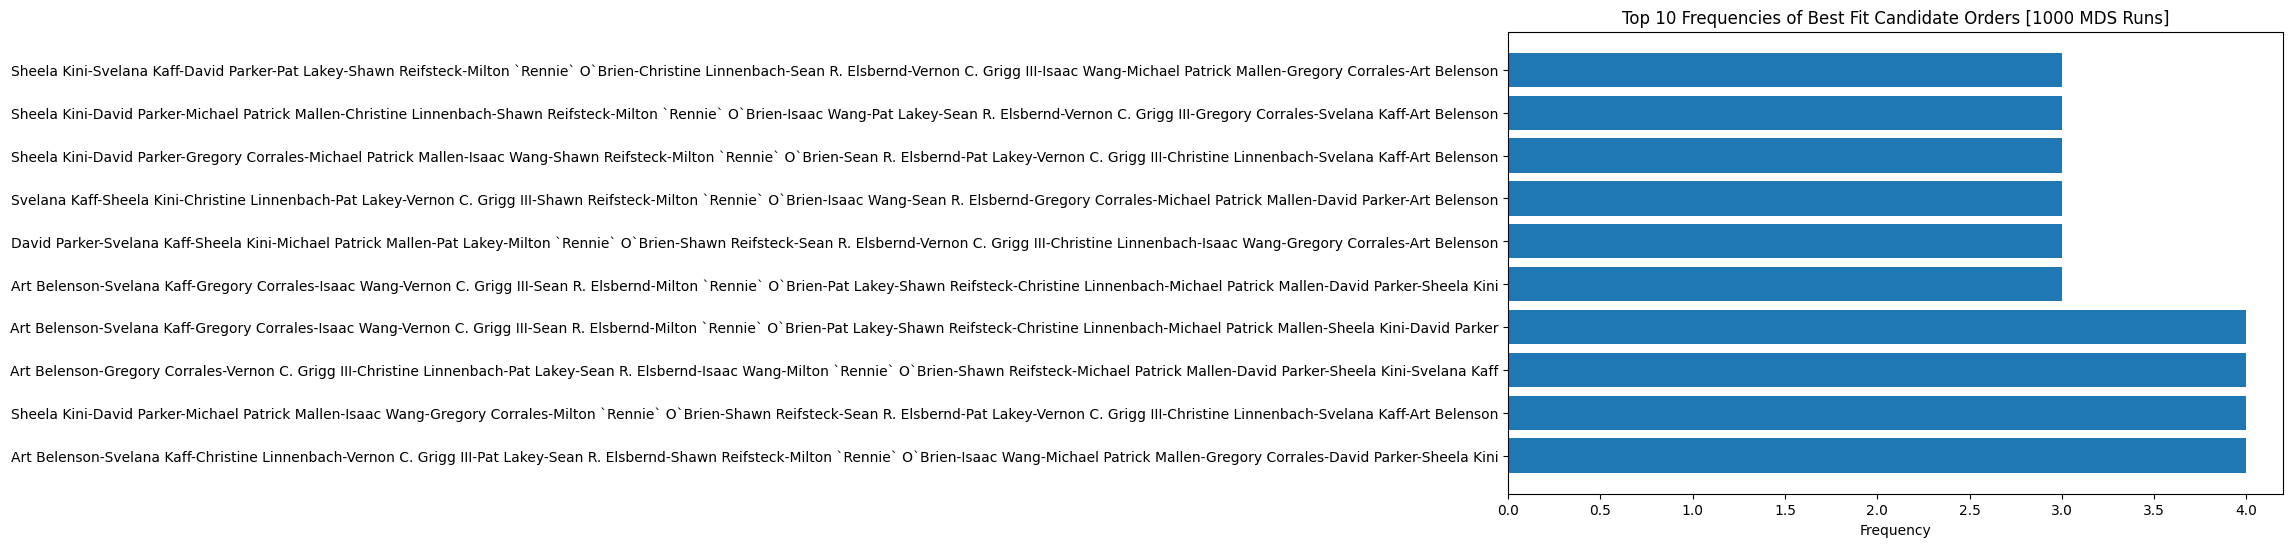 Top 10 Frequencies of Best Fit Candidate Orders [1000 MDS Runs]
Sheela Kini-Svelana Kaff-David Parker-Pat Lakey-Shawn Reifsteck-Milton `Rennie` O`Brien-Christine Linnenbach-Sean R. Elsbernd-Vernon C. Grigg III-Isaac Wang-Michael Patrick Mallen-Gregory Corrales-Art Belenson
Sheela Kini-David Parker-Michael Patrick Mallen-Christine Linnenbach-Shawn Reifsteck-Milton `Rennie` O`Brien-Isaac Wang-Pat Lakey-Sean R. Elsbernd-Vernon C. Grigg III-Gregory Corrales-Svelana Kaff-Art Belenson
Sheela Kini-David Parker-Gregory Corrales-Michael Patrick Mallen-Isaac Wang-Shawn Reifsteck-Milton `Rennie` O`Brien-Sean R. Elsbernd-Pat Lakey-Vernon C. Grigg III-Christine Linnenbach-Svelana Kaff-Art Belenson
Svelana Kaff-Sheela Kini-Christine Linnenbach-Pat Lakey-Vernon C. Grigg III-Shawn Reifsteck-Milton `Rennie` O`Brien-Isaac Wang-Sean R. Elsbernd-Gregory Corrales-Michael Patrick Mallen-David Parker-Art Belenson
David Parker-Svelana Kaff-Sheela Kini-Michael Patrick Mallen-Pat Lakey-Milton `Rennie` O`Brien-Shawn Reifsteck-Sean R. Elsbernd-Vernon C. Grigg III-Christine Linnenbach-Isaac Wang-Gregory Corrales-Art Belenson
Art Belenson-Svelana Kaff-Gregory Corrales-Isaac Wang-Vernon C. Grigg III-Sean R. Elsbernd-Milton `Rennie` O`Brien-Pat Lakey-Shawn Reifsteck-Christine Linnenbach-Michael Patrick Mallen-David Parker-Sheela Kini
Art Belenson-Svelana Kaff-Gregory Corrales-Isaac Wang-Vernon C. Grigg III-Sean R. Elsbernd-Milton `Rennie` O`Brien-Pat Lakey-Shawn Reifsteck-Christine Linnenbach-Michael Patrick Mallen-Sheela Kini-David Parker
Art Belenson-Gregory Corrales-Vernon C. Grigg III-Christine Linnenbach-Pat Lakey-Sean R. Elsbernd-Isaac Wang-Milton `Rennie` O`Brien-Shawn Reifsteck-Michael Patrick Mallen-David Parker-Sheela Kini-Svelana Kaff
Sheela Kini-David Parker-Michael Patrick Mallen-Isaac Wang-Gregory Corrales-Milton `Rennie` O`Brien-Shawn Reifsteck-Sean R. Elsbernd-Pat Lakey-Vernon C. Grigg III-Christine Linnenbach-Svelana Kaff-Art Belenson
Art Belenson-Svelana Kaff-Christine Linnenbach-Vernon C. Grigg III-Pat Lakey-Sean R. Elsbernd-Shawn Reifsteck-Milton `Rennie` O`Brien-Isaac Wang-Michael Patrick Mallen-Gregory Corrales-David Parker-Sheela Kini
0.0 0.5 1.0 1.5 2.0 2.5 3.0 3.5 4.0
Frequency